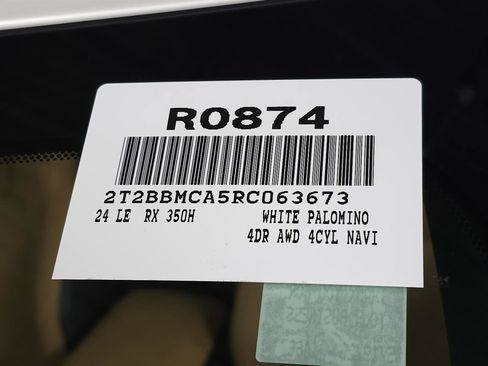 R0874
2T2BBMCA5RC063673
24 LE RX 350H WHITE PALOMINO
4DR AWD 4CYL NAVI